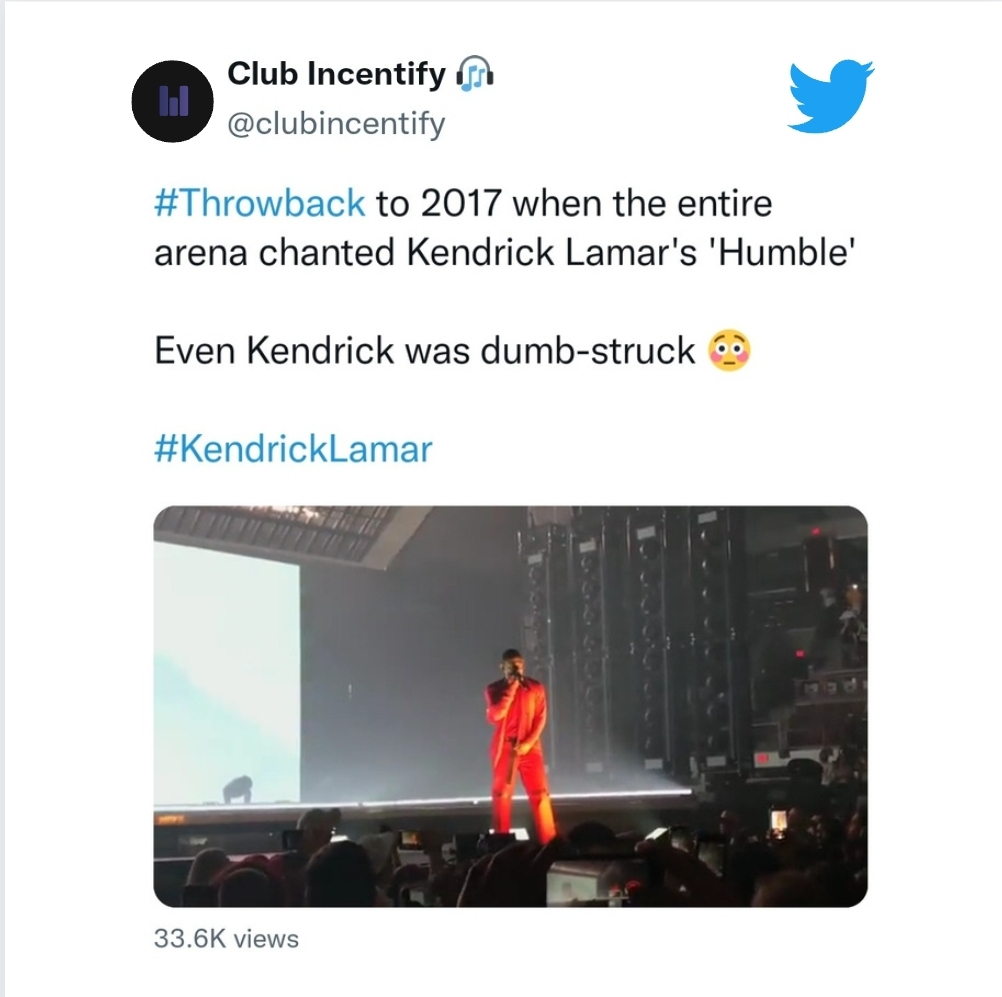 Club Incentify 🎧
@clubincentify
#Throwback to 2017 when the entire
arena chanted Kendrick Lamar's 'Humble'
Even Kendrick was dumb-struck 😳
#KendrickLamar
33.6K views